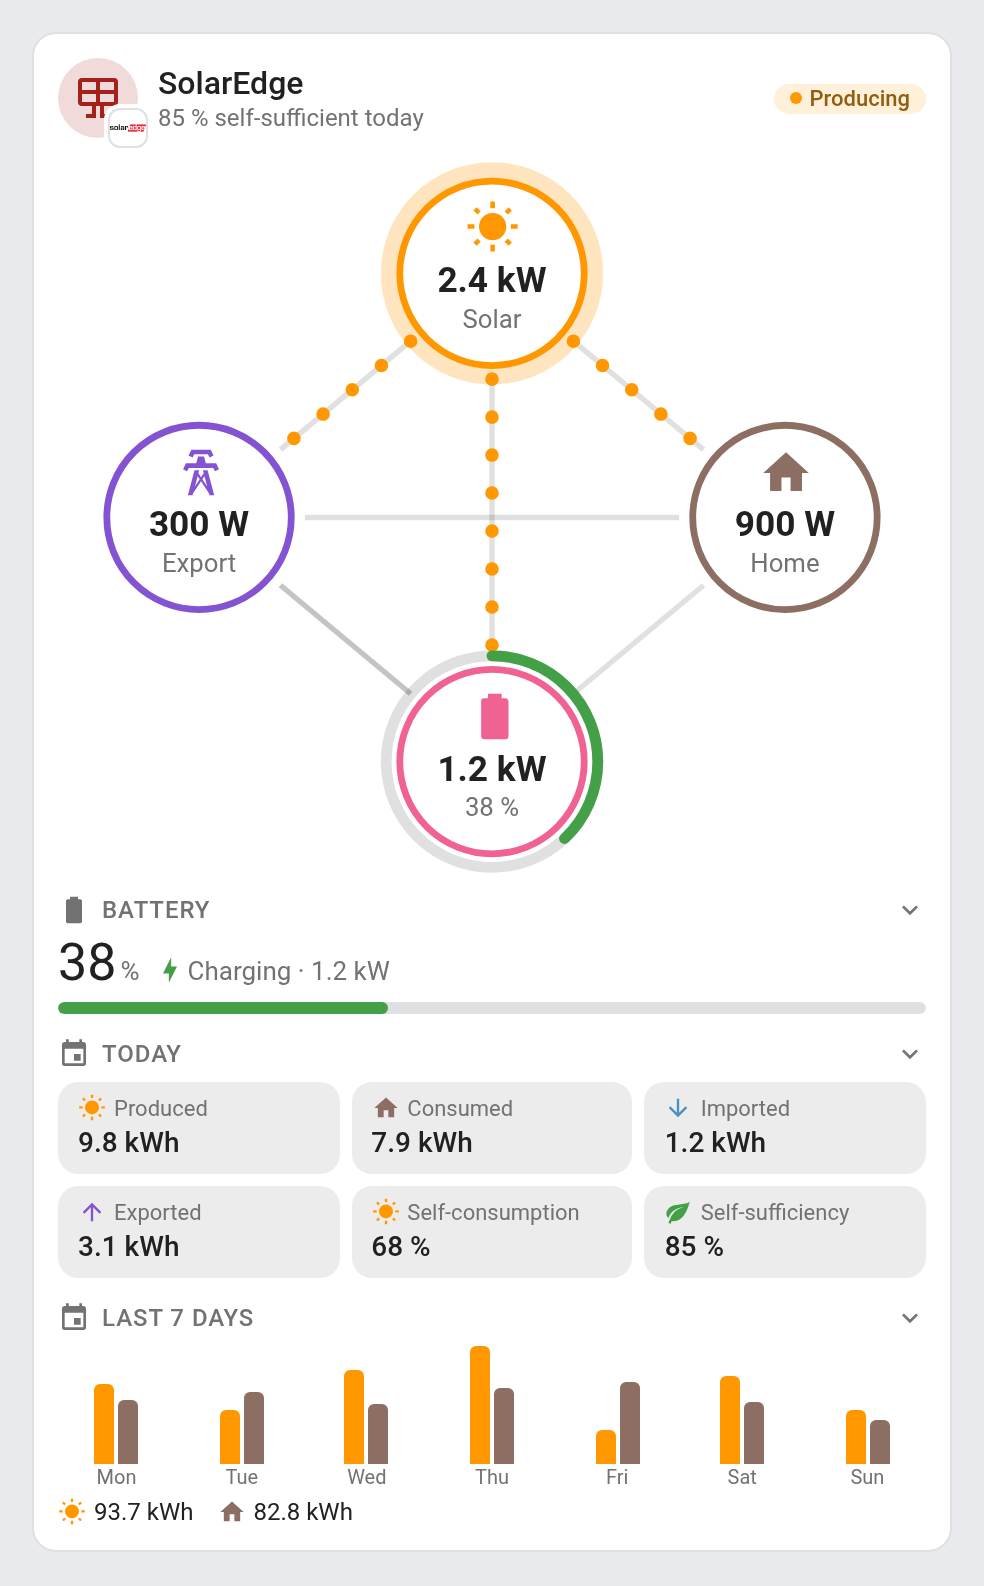 SolarEdge
85 % self-sufficient today
solaredge
Producing
2.4 kW
Solar
300 W
Export
900 W
Home
1.2 kW
38 %
BATTERY
38 % Charging · 1.2 kW
TODAY
Produced
9.8 kWh
Consumed
7.9 kWh
Imported
1.2 kWh
Exported
3.1 kWh
Self-consumption
68 %
Self-sufficiency
85 %
LAST 7 DAYS
Mon Tue Wed Thu Fri Sat Sun
93.7 kWh 82.8 kWh